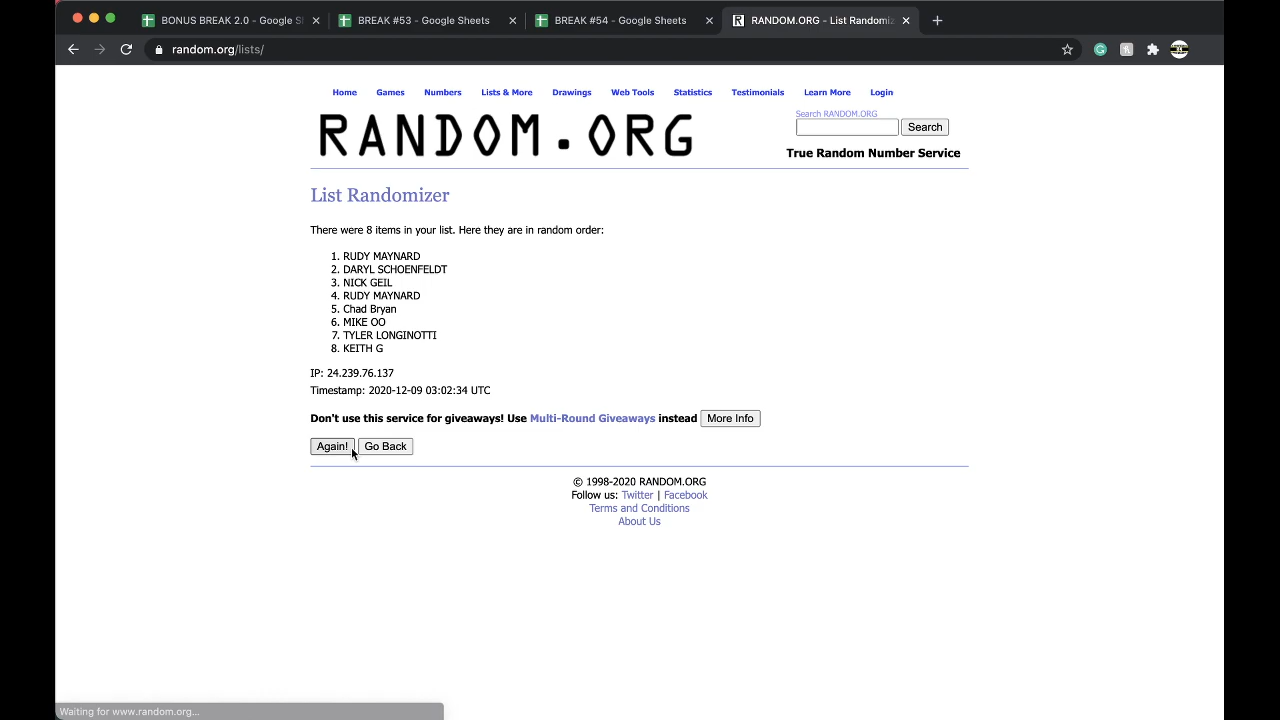 BONUS BREAK 2.0 - Google S
BREAK #53 - Google Sheets
BREAK #54 - Google Sheets
RANDOM.ORG - List Randomiz
random.org/lists/
Home Games Numbers Lists & More Drawings Web Tools Statistics Testimonials Learn More Login
Search RANDOM.ORG
RANDOM.ORG
Search
True Random Number Service
List Randomizer
There were 8 items in your list. Here they are in random order:
1. RUDY MAYNARD
2. DARYL SCHOENFELDT
3. NICK GEIL
4. RUDY MAYNARD
5. Chad Bryan
6. MIKE OO
7. TYLER LONGINOTTI
8. KEITH G
IP: 24.239.76.137
Timestamp: 2020-12-09 03:02:34 UTC
Don't use this service for giveaways! Use Multi-Round Giveaways instead More Info
Again! Go Back
© 1998-2020 RANDOM.ORG
Follow us: Twitter | Facebook
Terms and Conditions
About Us
Waiting for www.random.org...